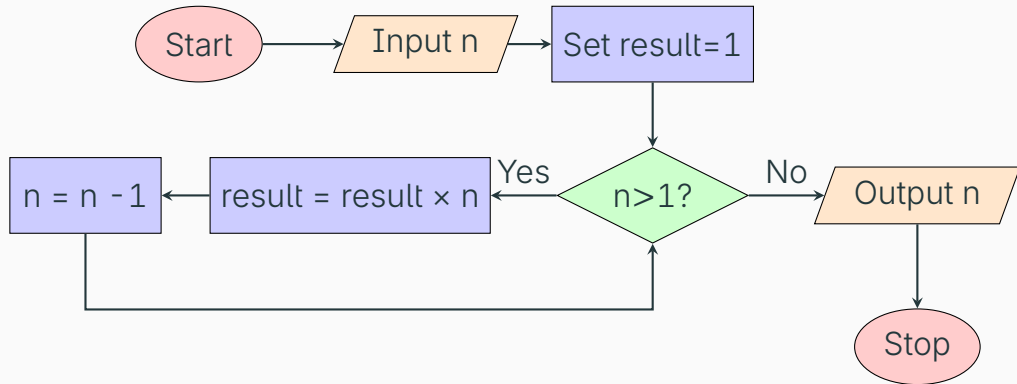 Start
Input n
Set result=1
n = n -1
result = result × n
Yes
n>1?
No
Output n
Stop